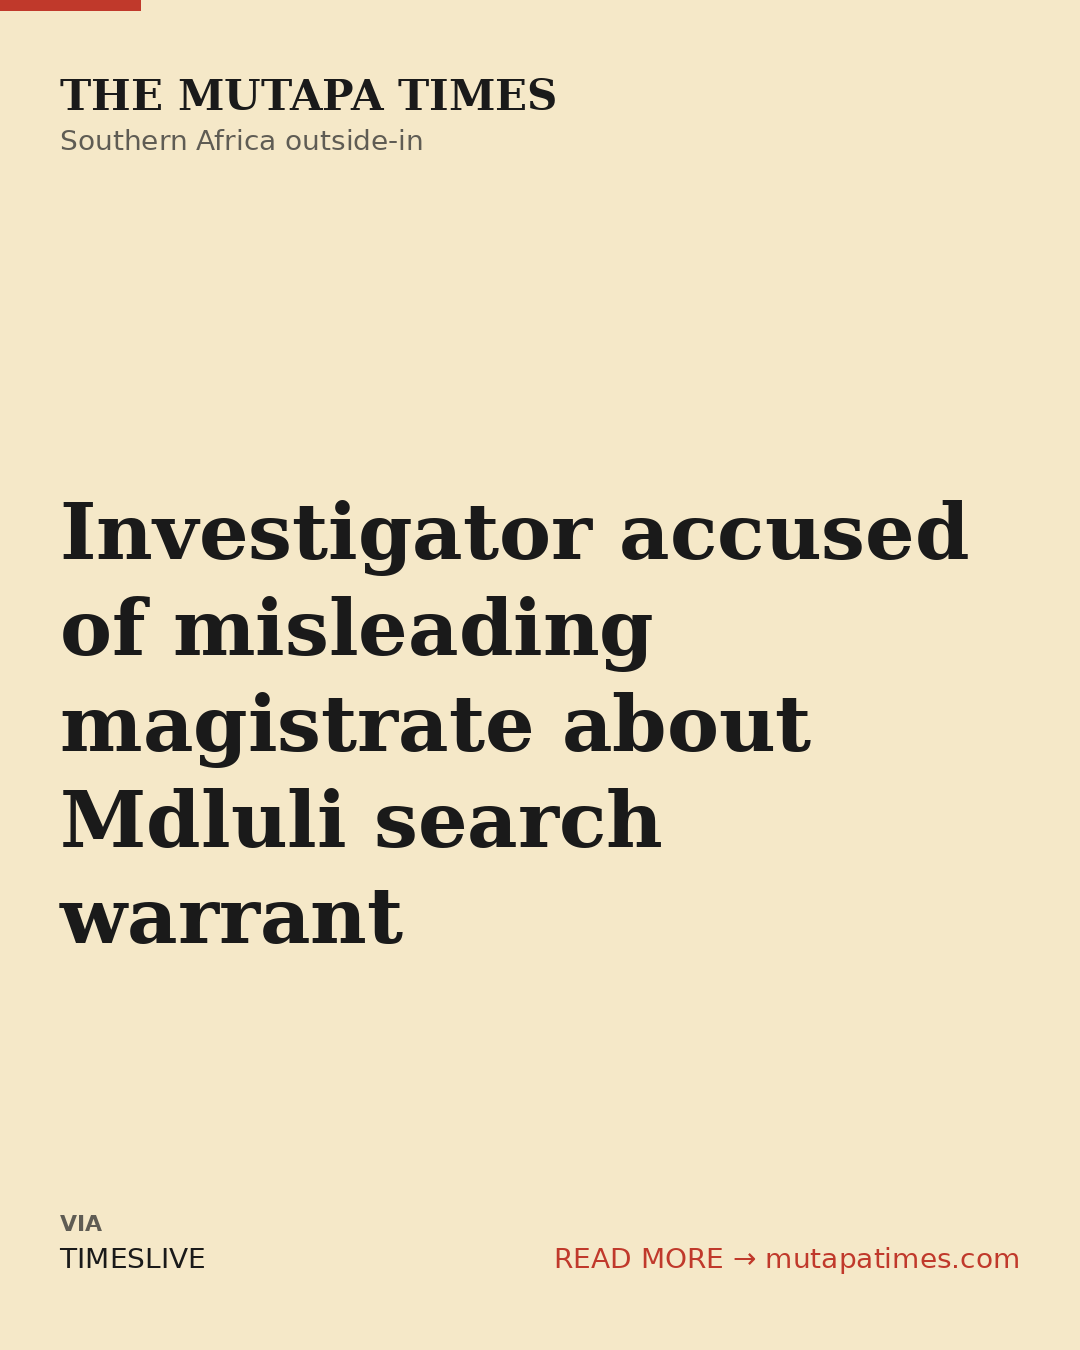 THE MUTAPA TIMES
Southern Africa outside-in
Investigator accused
of misleading
magistrate about
Mdluli search
warrant
VIA
TIMESLIVE
READ MORE → mutapatimes.com